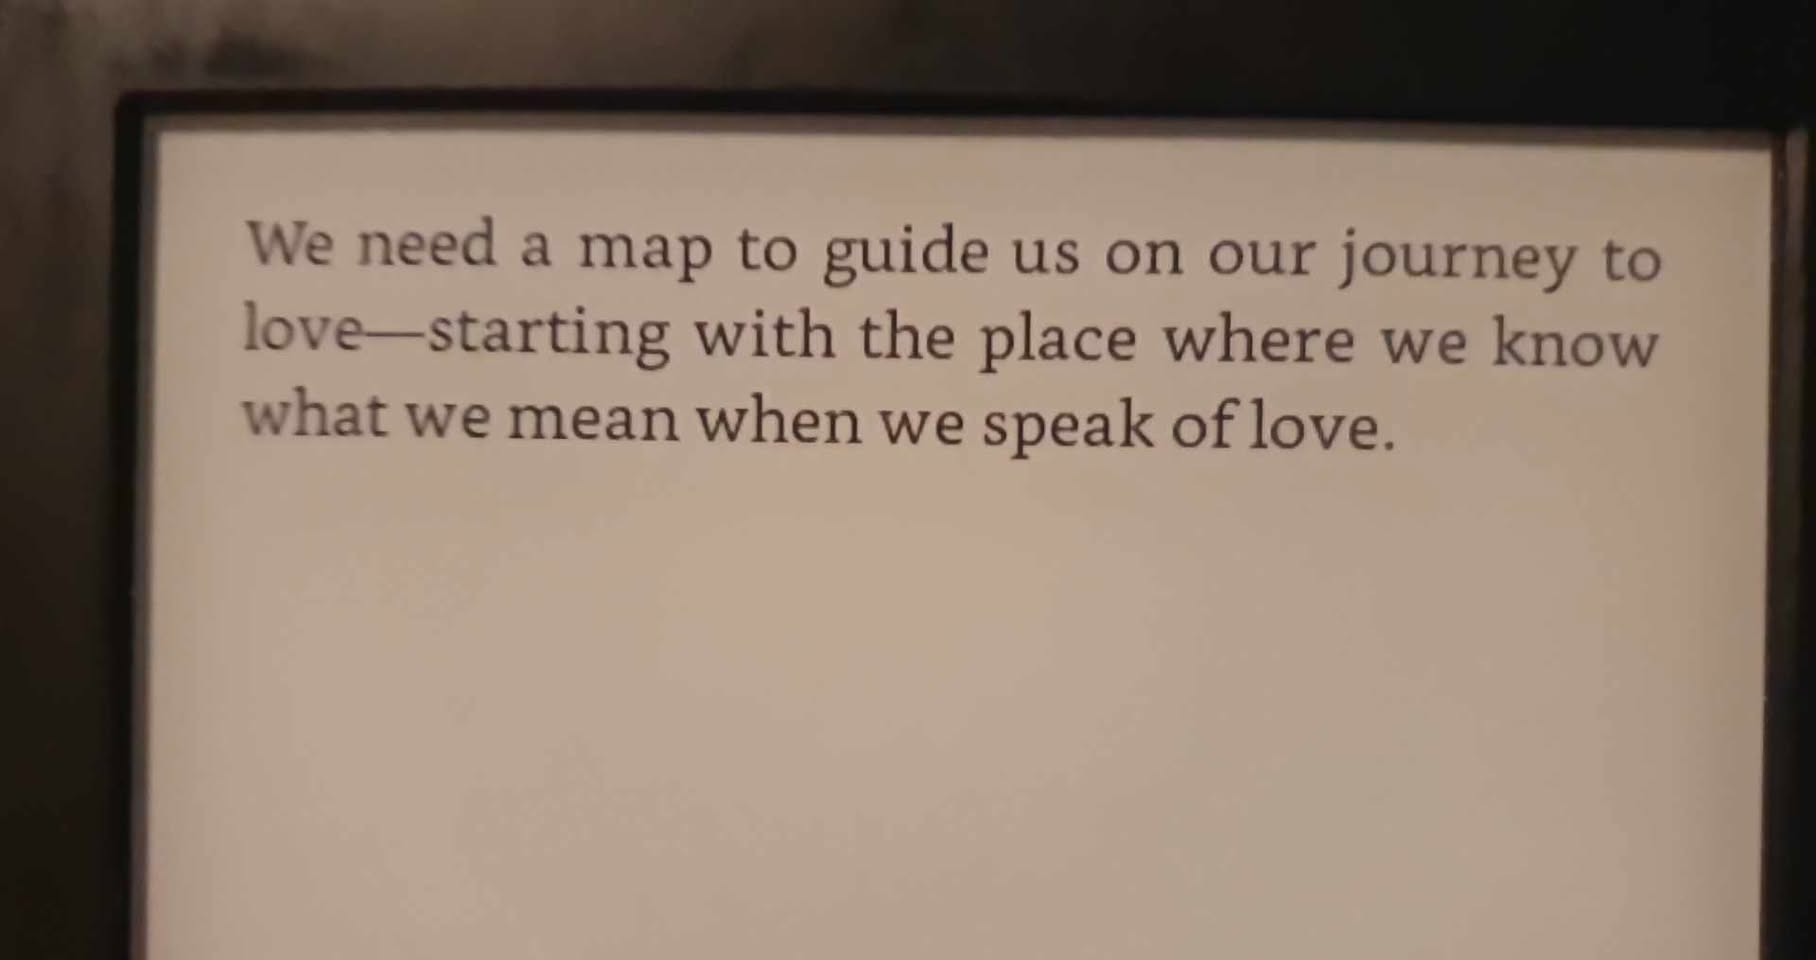 We need a map to guide us on our journey to
love—starting with the place where we know
what we mean when we speak of love.